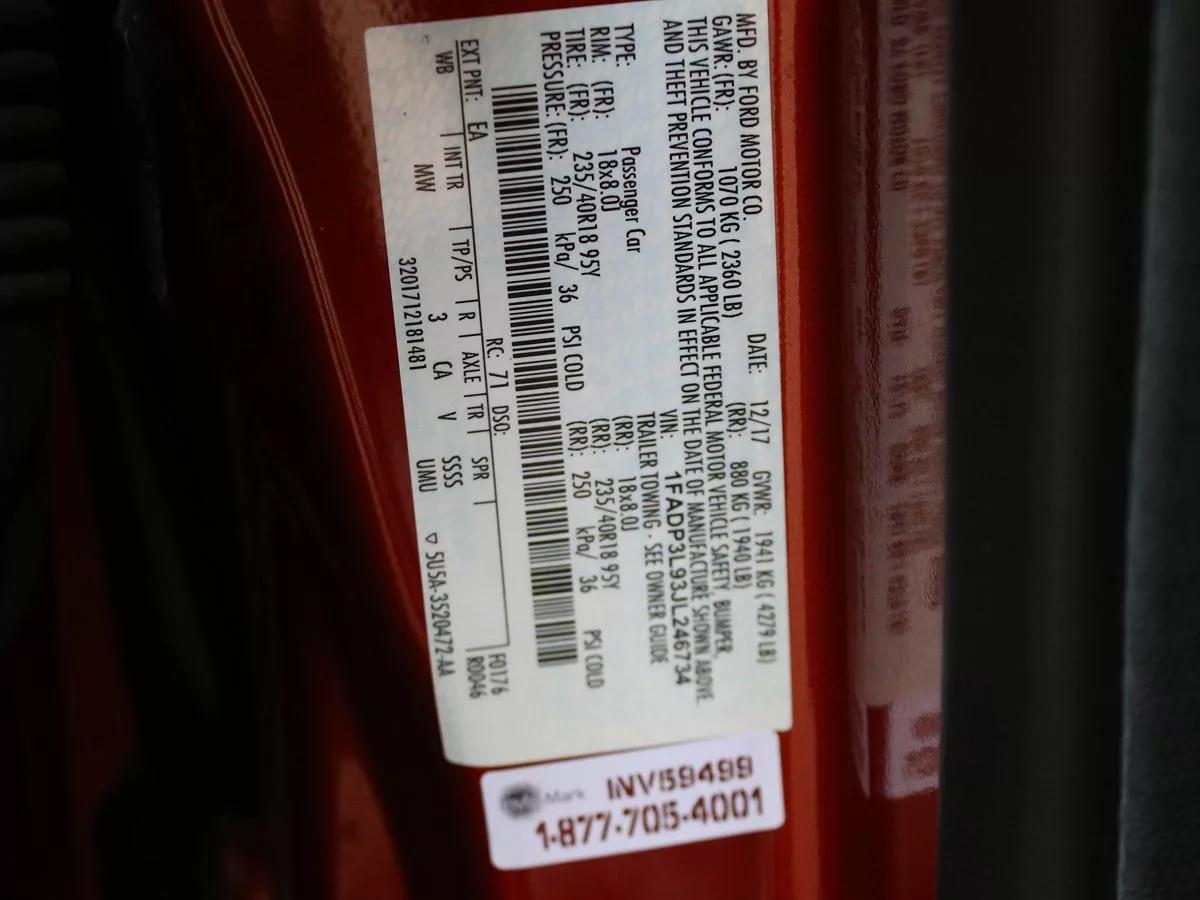 MFD. BY FORD MOTOR CO.
DATE: 12/17 GVWR: 1941 KG ( 4279 LB)
GAWR: (FR): 1070 KG ( 2360 LB) (RR): 880 KG ( 1940 LB)
THIS VEHICLE CONFORMS TO ALL APPLICABLE FEDERAL MOTOR VEHICLE SAFETY, BUMPER,
AND THEFT PREVENTION STANDARDS IN EFFECT ON THE DATE OF MANUFACTURE SHOWN ABOVE
VIN: 1FADP3L93JL246734
TYPE: Passenger Car TRAILER TOWING - SEE OWNER GUIDE
RIM: (FR): 18x8.0J (RR): 18x8.0J
TIRE: (FR): 235/40R18 95Y (RR): 235/40R18 95Y
PRESSURE: (FR): 250 kPa/ 36 PSI COLD (RR): 250 kPa/ 36 PSI COLD
RC: 71 DSO: F0176
EXT PNT: EA R0046
WB INT TR TP/PS R AXLE TR SPR
MW 3 CA V SSSS
3201712181481 UMU ▽ 5U5A-3520472-AA
Mark INV59499
1-877-705-4001